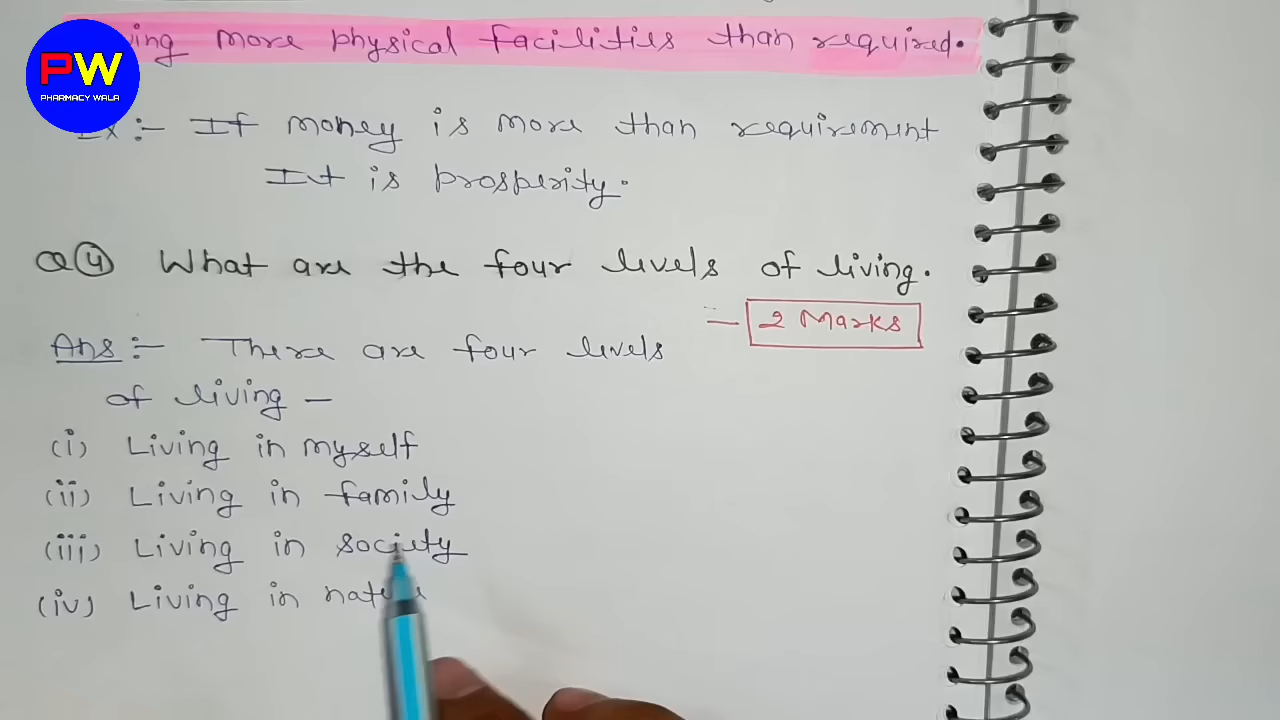 more physical facilities than required.
PW
PHARMACY WALA
Ex :- If money is more than requirement
It is prosperity.
Q4 What are the four levels of living.
- 2 Marks
Ans :- There are four levels
of living -
(i) Living in myself
(ii) Living in family
(iii) Living in society
(iv) Living in